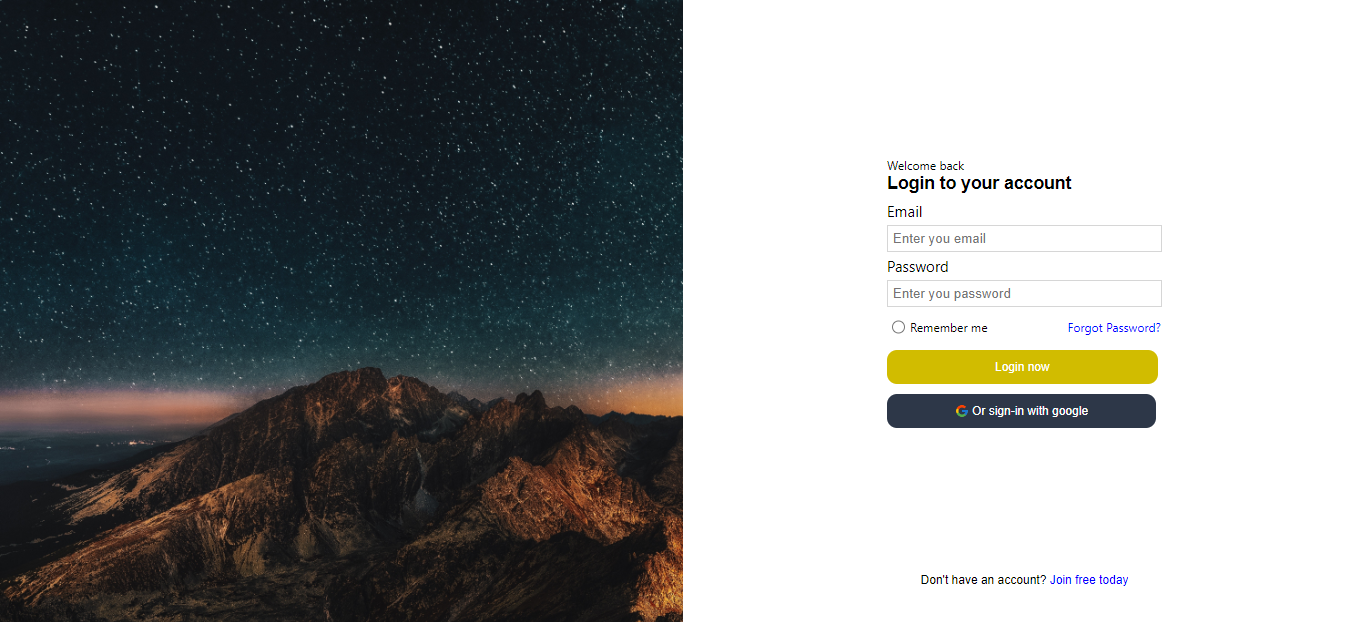 Welcome back
Login to your account
Email
Enter you email
Password
Enter you password
Remember me Forgot Password?
Login now
Or sign-in with google
Don't have an account? Join free today